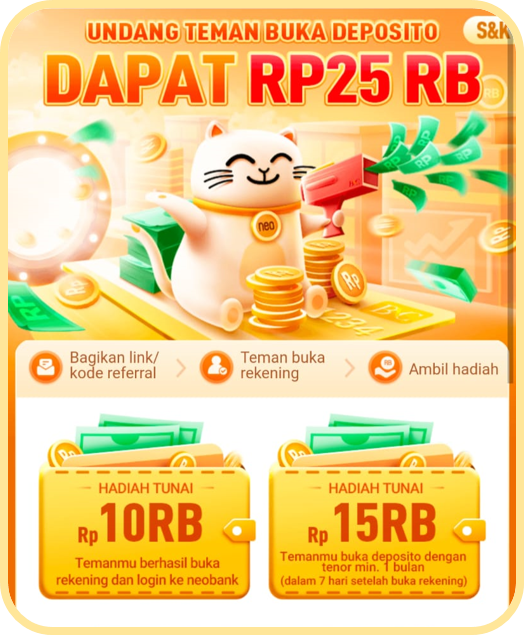 UNDANG TEMAN BUKA DEPOSITO
S&K
DAPAT RP25 RB
neo
Bagikan link/
kode referral
Teman buka
rekening
Ambil hadiah
HADIAH TUNAI
Rp 10RB
Temanmu berhasil buka
rekening dan login ke neobank
HADIAH TUNAI
Rp 15RB
Temanmu buka deposito dengan
tenor min. 1 bulan
(dalam 7 hari setelah buka rekening)